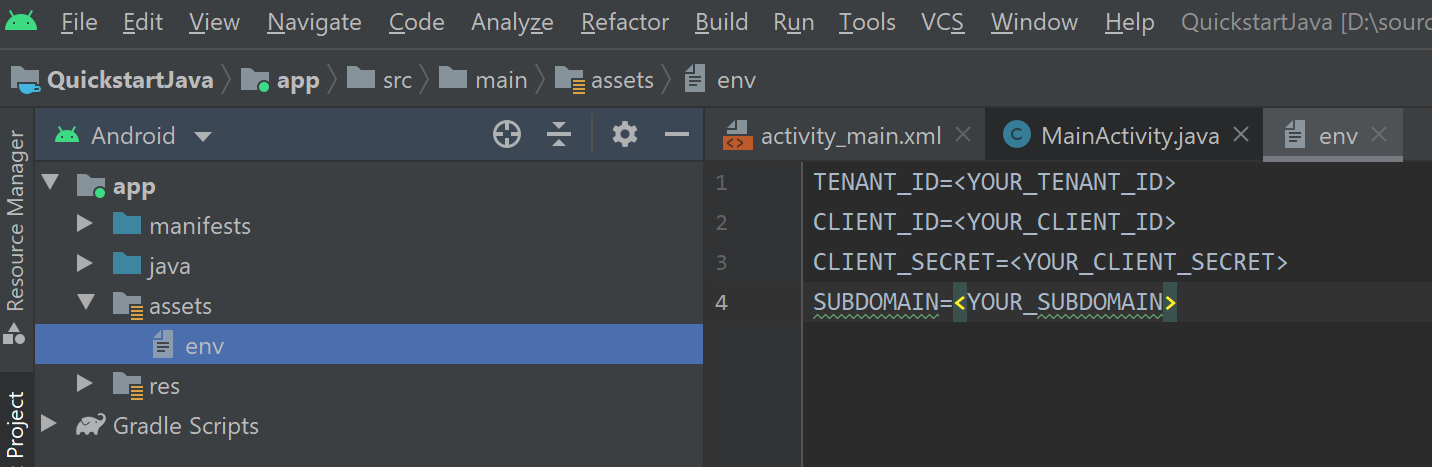 File Edit View Navigate Code Analyze Refactor Build Run Tools VCS Window Help QuickstartJava [D:\sourc
QuickstartJava app src main assets env
Android
activity_main.xml MainActivity.java env
Resource Manager
Project
app
manifests
java
assets
env
res
Gradle Scripts
1 TENANT_ID=<YOUR_TENANT_ID>
2 CLIENT_ID=<YOUR_CLIENT_ID>
3 CLIENT_SECRET=<YOUR_CLIENT_SECRET>
4 SUBDOMAIN=<YOUR_SUBDOMAIN>